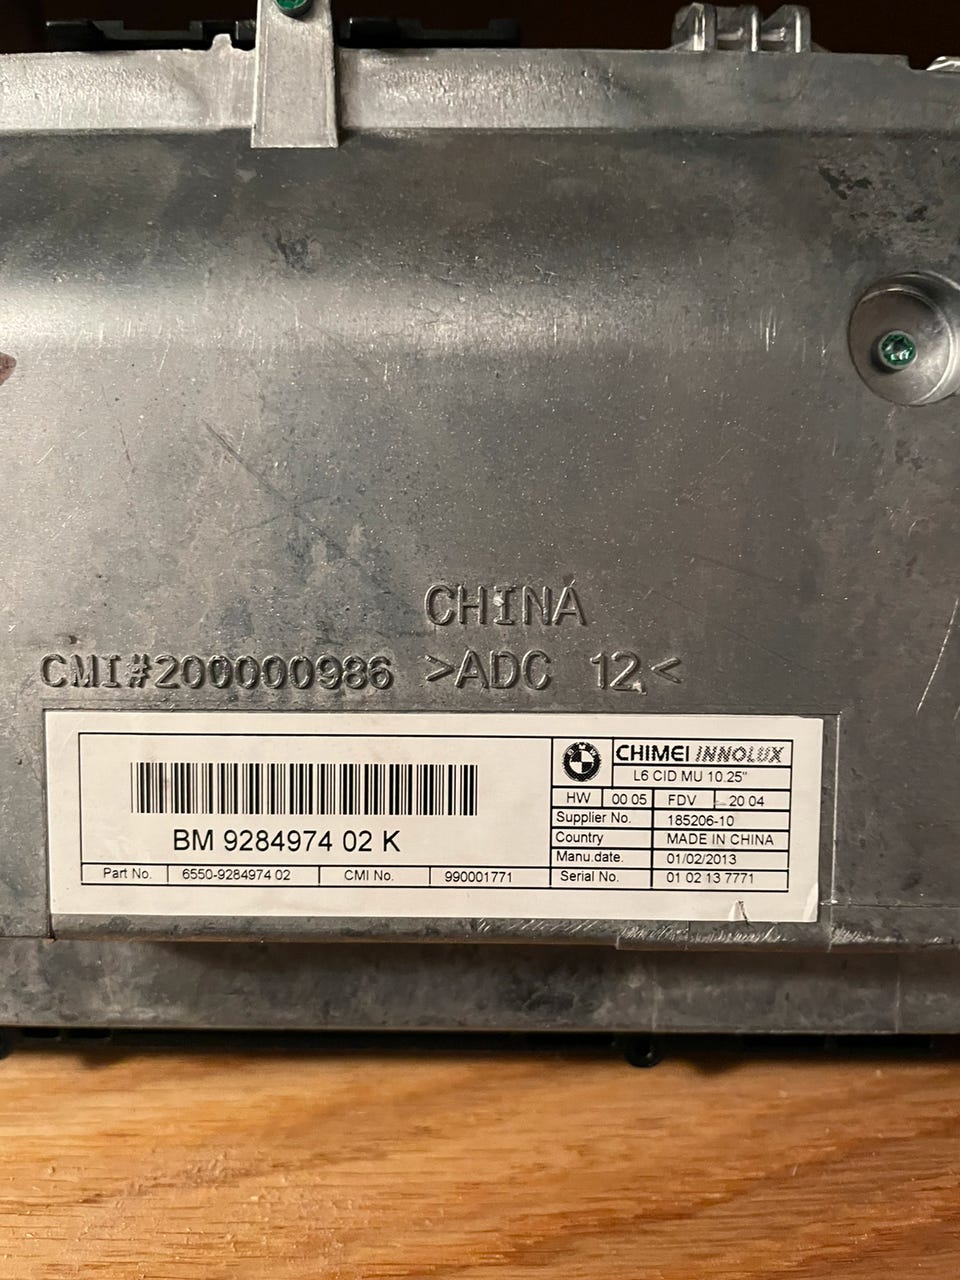 CHINA
CMI#200000986 >ADC 12<
BMW
CHIMEI INNOLUX
L6 CID MU 10.25"
HW 00 05 FDV 20 04
Supplier No. 185206-10
Country MADE IN CHINA
Manu.date. 01/02/2013
Serial No. 01 02 13 7771
BM 9284974 02 K
Part No. 6550-9284974 02 CMI No. 990001771